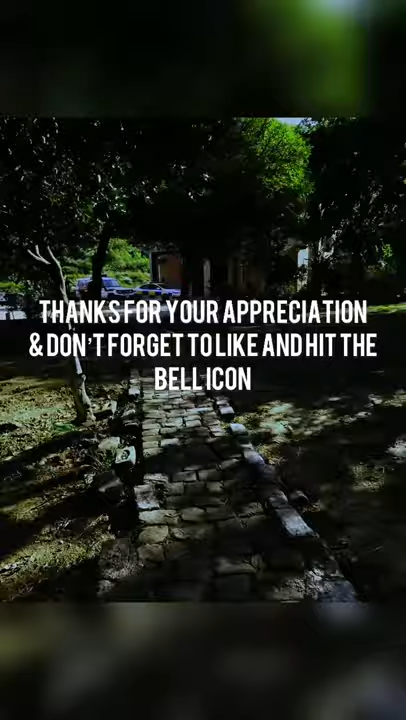 THANKS FOR YOUR APPRECIATION
& DON'T FORGET TO LIKE AND HIT THE
BELL ICON